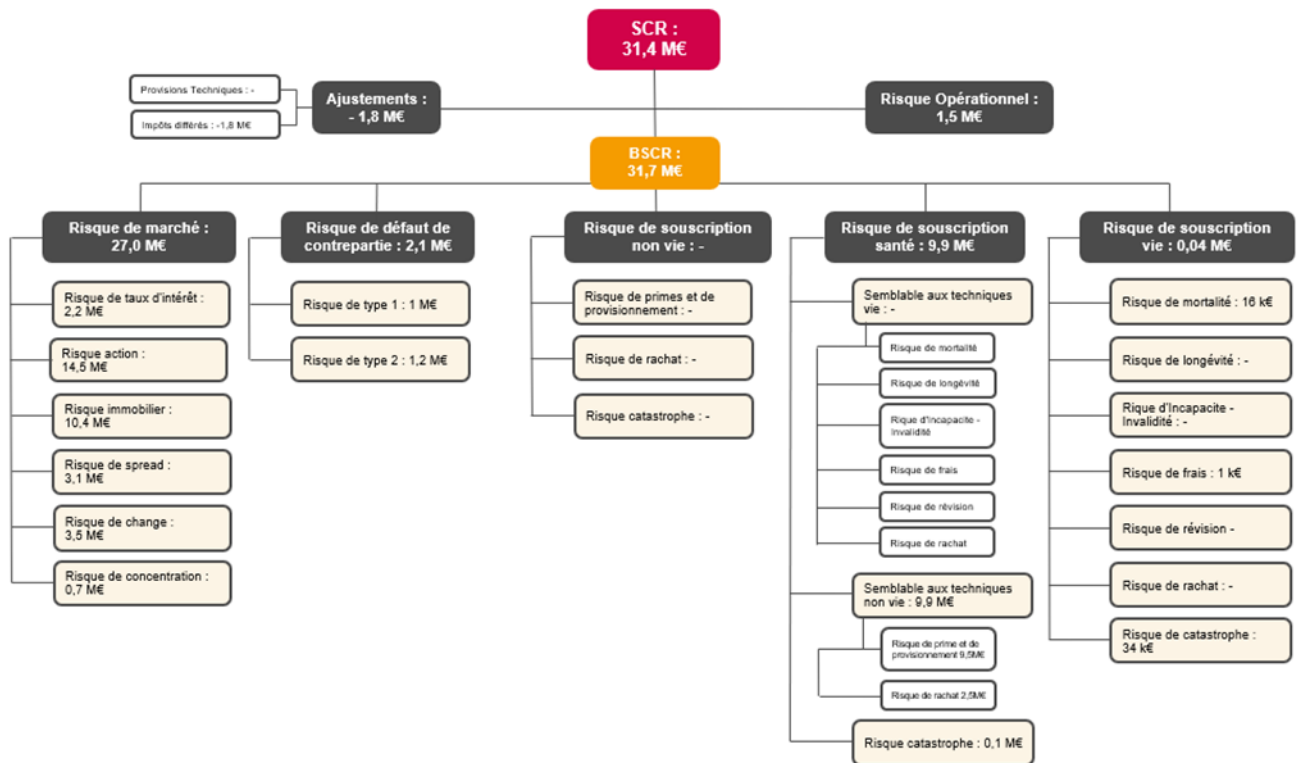 SCR :
31,4 M€
Provisions Techniques : -
Impôts différés : -1,8 M€
Ajustements :
- 1,8 M€
Risque Opérationnel :
1,5 M€
BSCR :
31,7 M€
Risque de marché :
27,0 M€
Risque de taux d'intérêt :
2,2 M€
Risque action :
14,5 M€
Risque immobilier :
10,4 M€
Risque de spread :
3,1 M€
Risque de change :
3,5 M€
Risque de concentration :
0,7 M€
Risque de défaut de
contrepartie : 2,1 M€
Risque de type 1 : 1 M€
Risque de type 2 : 1,2 M€
Risque de souscription
non vie : -
Risque de primes et de
provisionnement : -
Risque de rachat : -
Risque catastrophe : -
Risque de souscription
santé : 9,9 M€
Semblable aux techniques
vie : -
Risque de mortalité
Risque de longévité
Rique d'Incapacite -
Invalidité
Risque de frais
Risque de révision
Risque de rachat
Semblable aux techniques
non vie : 9,9 M€
Risque de prime et de
provisionnement 9,5M€
Risque de rachat 2,5M€
Risque catastrophe : 0,1 M€
Risque de souscription
vie : 0,04 M€
Risque de mortalité : 16 k€
Risque de longévité : -
Rique d'Incapacite -
Invalidité : -
Risque de frais : 1 k€
Risque de révision -
Risque de rachat : -
Risque de catastrophe :
34 k€